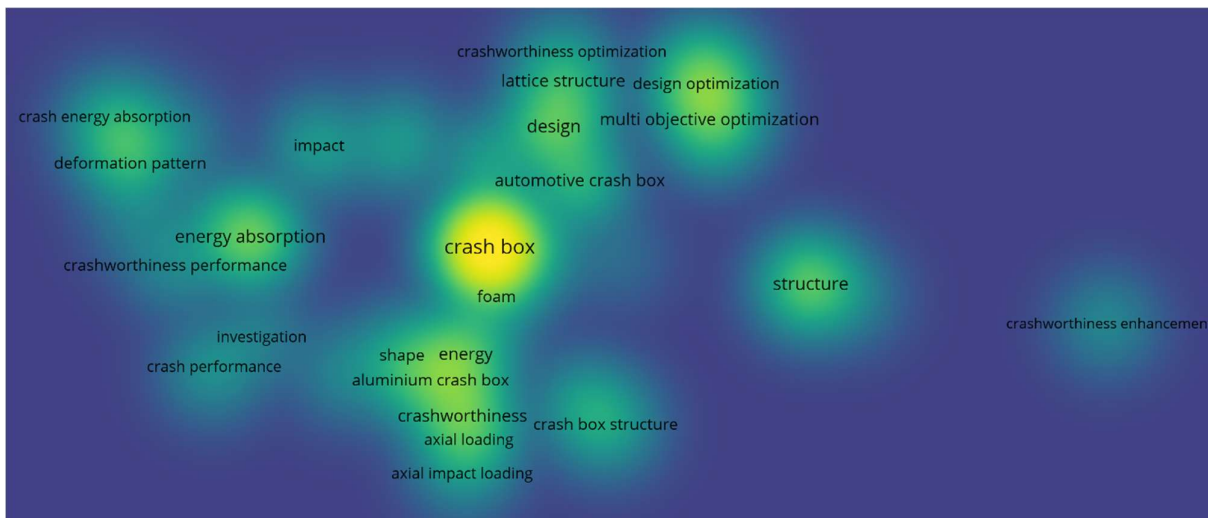 crashworthiness optimization
lattice structure
design optimization
crash energy absorption
multi objective optimization
design
impact
deformation pattern
automotive crash box
energy absorption
crash box
crashworthiness performance
structure
foam
crashworthiness enhancemen
investigation
shape
energy
crash performance
aluminium crash box
crashworthiness
crash box structure
axial loading
axial impact loading